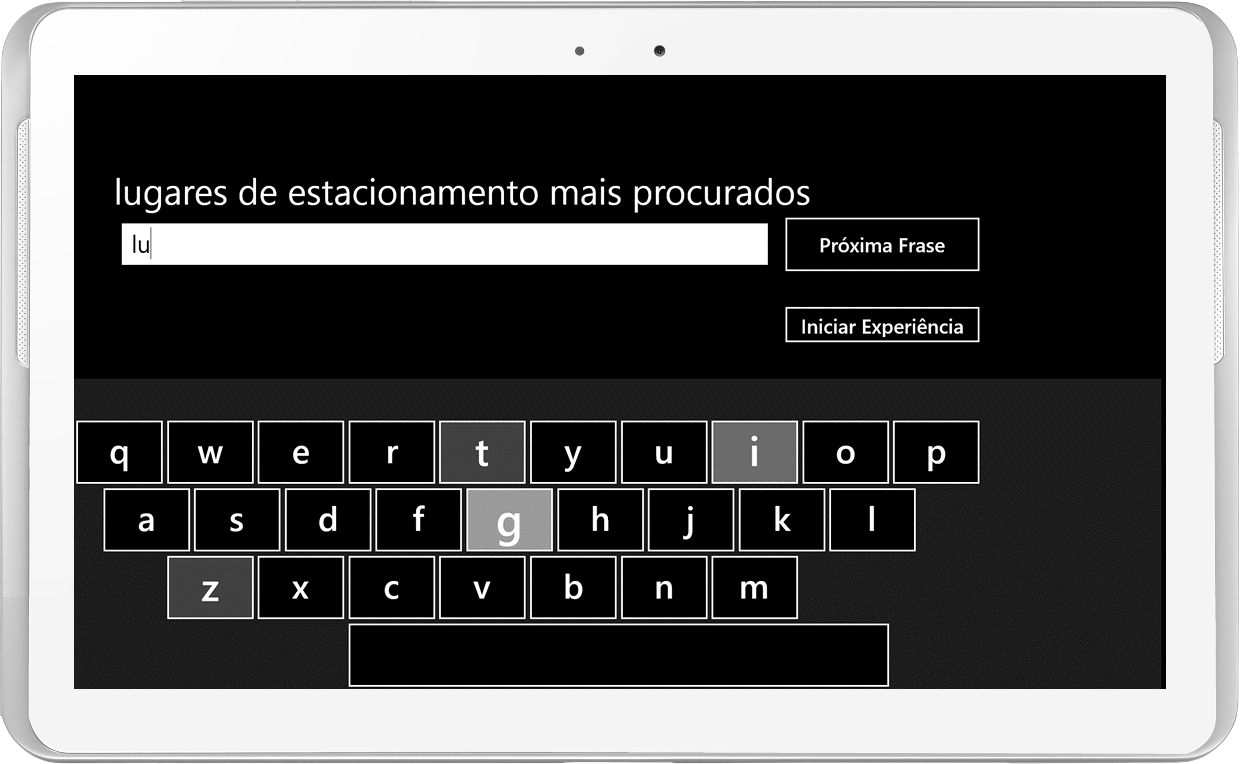 lugares de estacionamento mais procurados
lu
Próxima Frase
Iniciar Experiência
q w e r t y u i o p
a s d f g h j k l
z x c v b n m